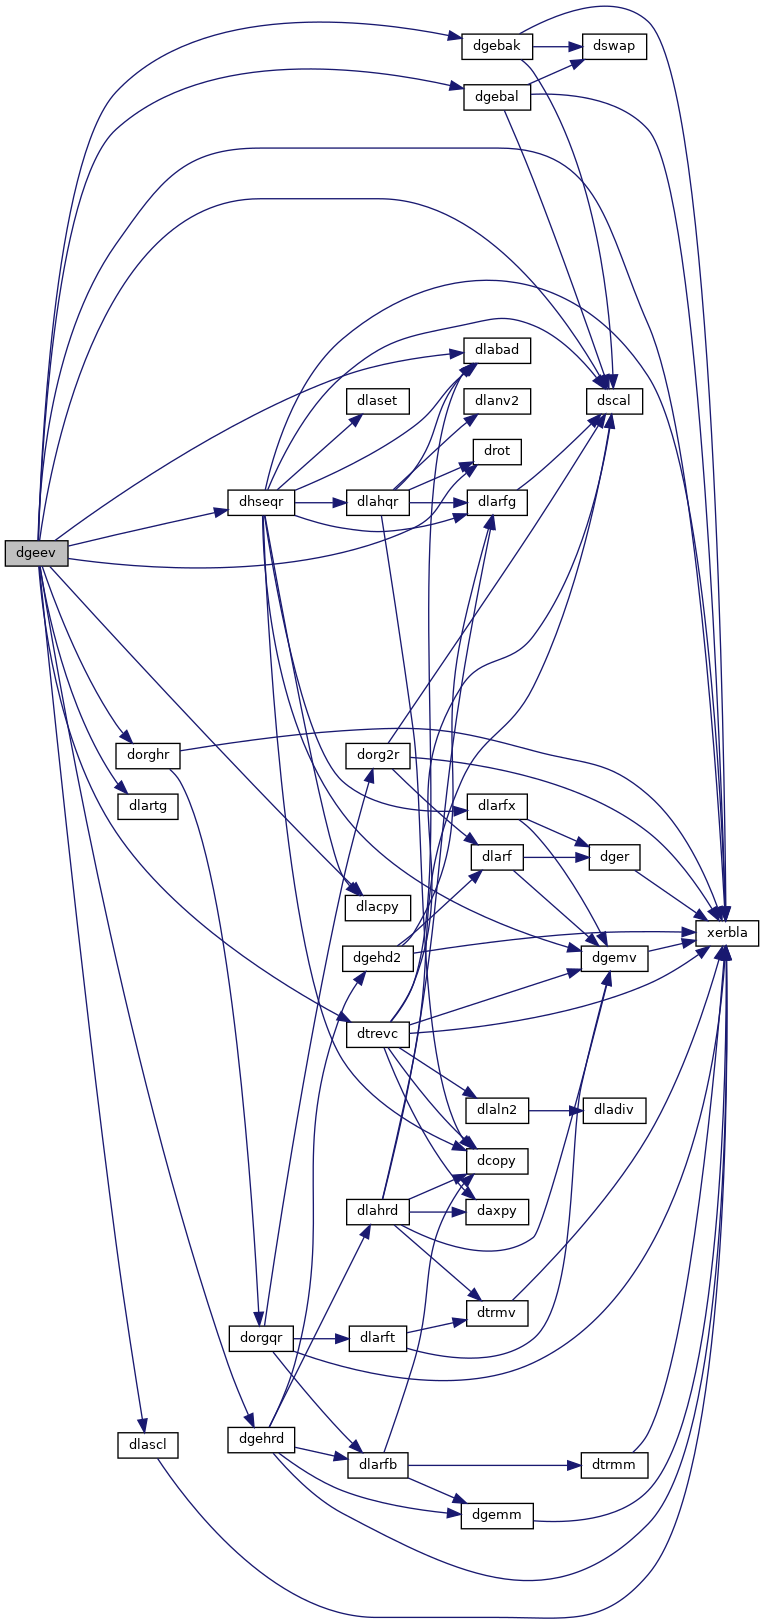 dgebak
dswap
dgebal
dlabad
dlaset
dlanv2
dscal
drot
dhseqr
dlahqr
dlarfg
dgeev
dorghr
dorg2r
dlartg
dlarfx
dlarf
dger
dlacpy
xerbla
dgehd2
dgemv
dtrevc
dlaln2
dladiv
dcopy
dlahrd
daxpy
dtrmv
dorgqr
dlarft
dgehrd
dlascl
dlarfb
dtrmm
dgemm